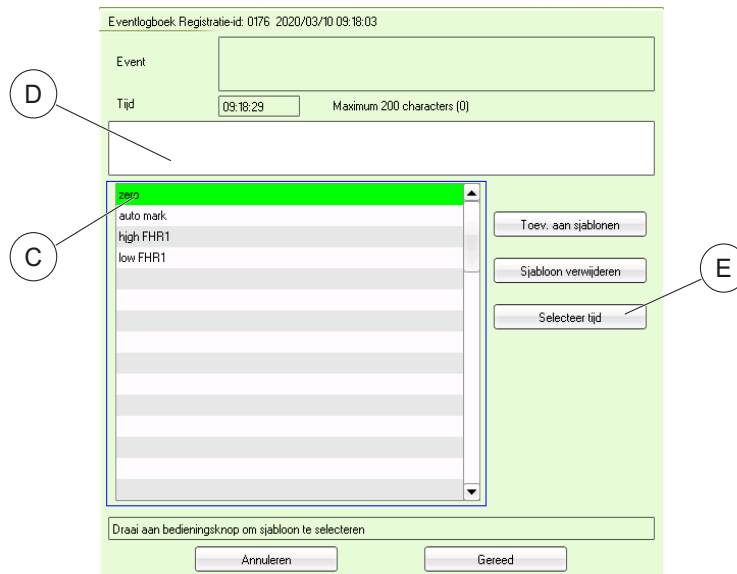 Eventlogboek Registratie-id: 0176 2020/03/10 09:18:03
Event
D
Tijd
09:18:29
Maximum 200 characters (0)
zero
auto mark
high FHR1
low FHR1
C
Toev. aan sjablonen
Sjabloon verwijderen
Selecteer tijd
E
Draai aan bedieningsknop om sjabloon te selecteren
Annuleren
Gereed